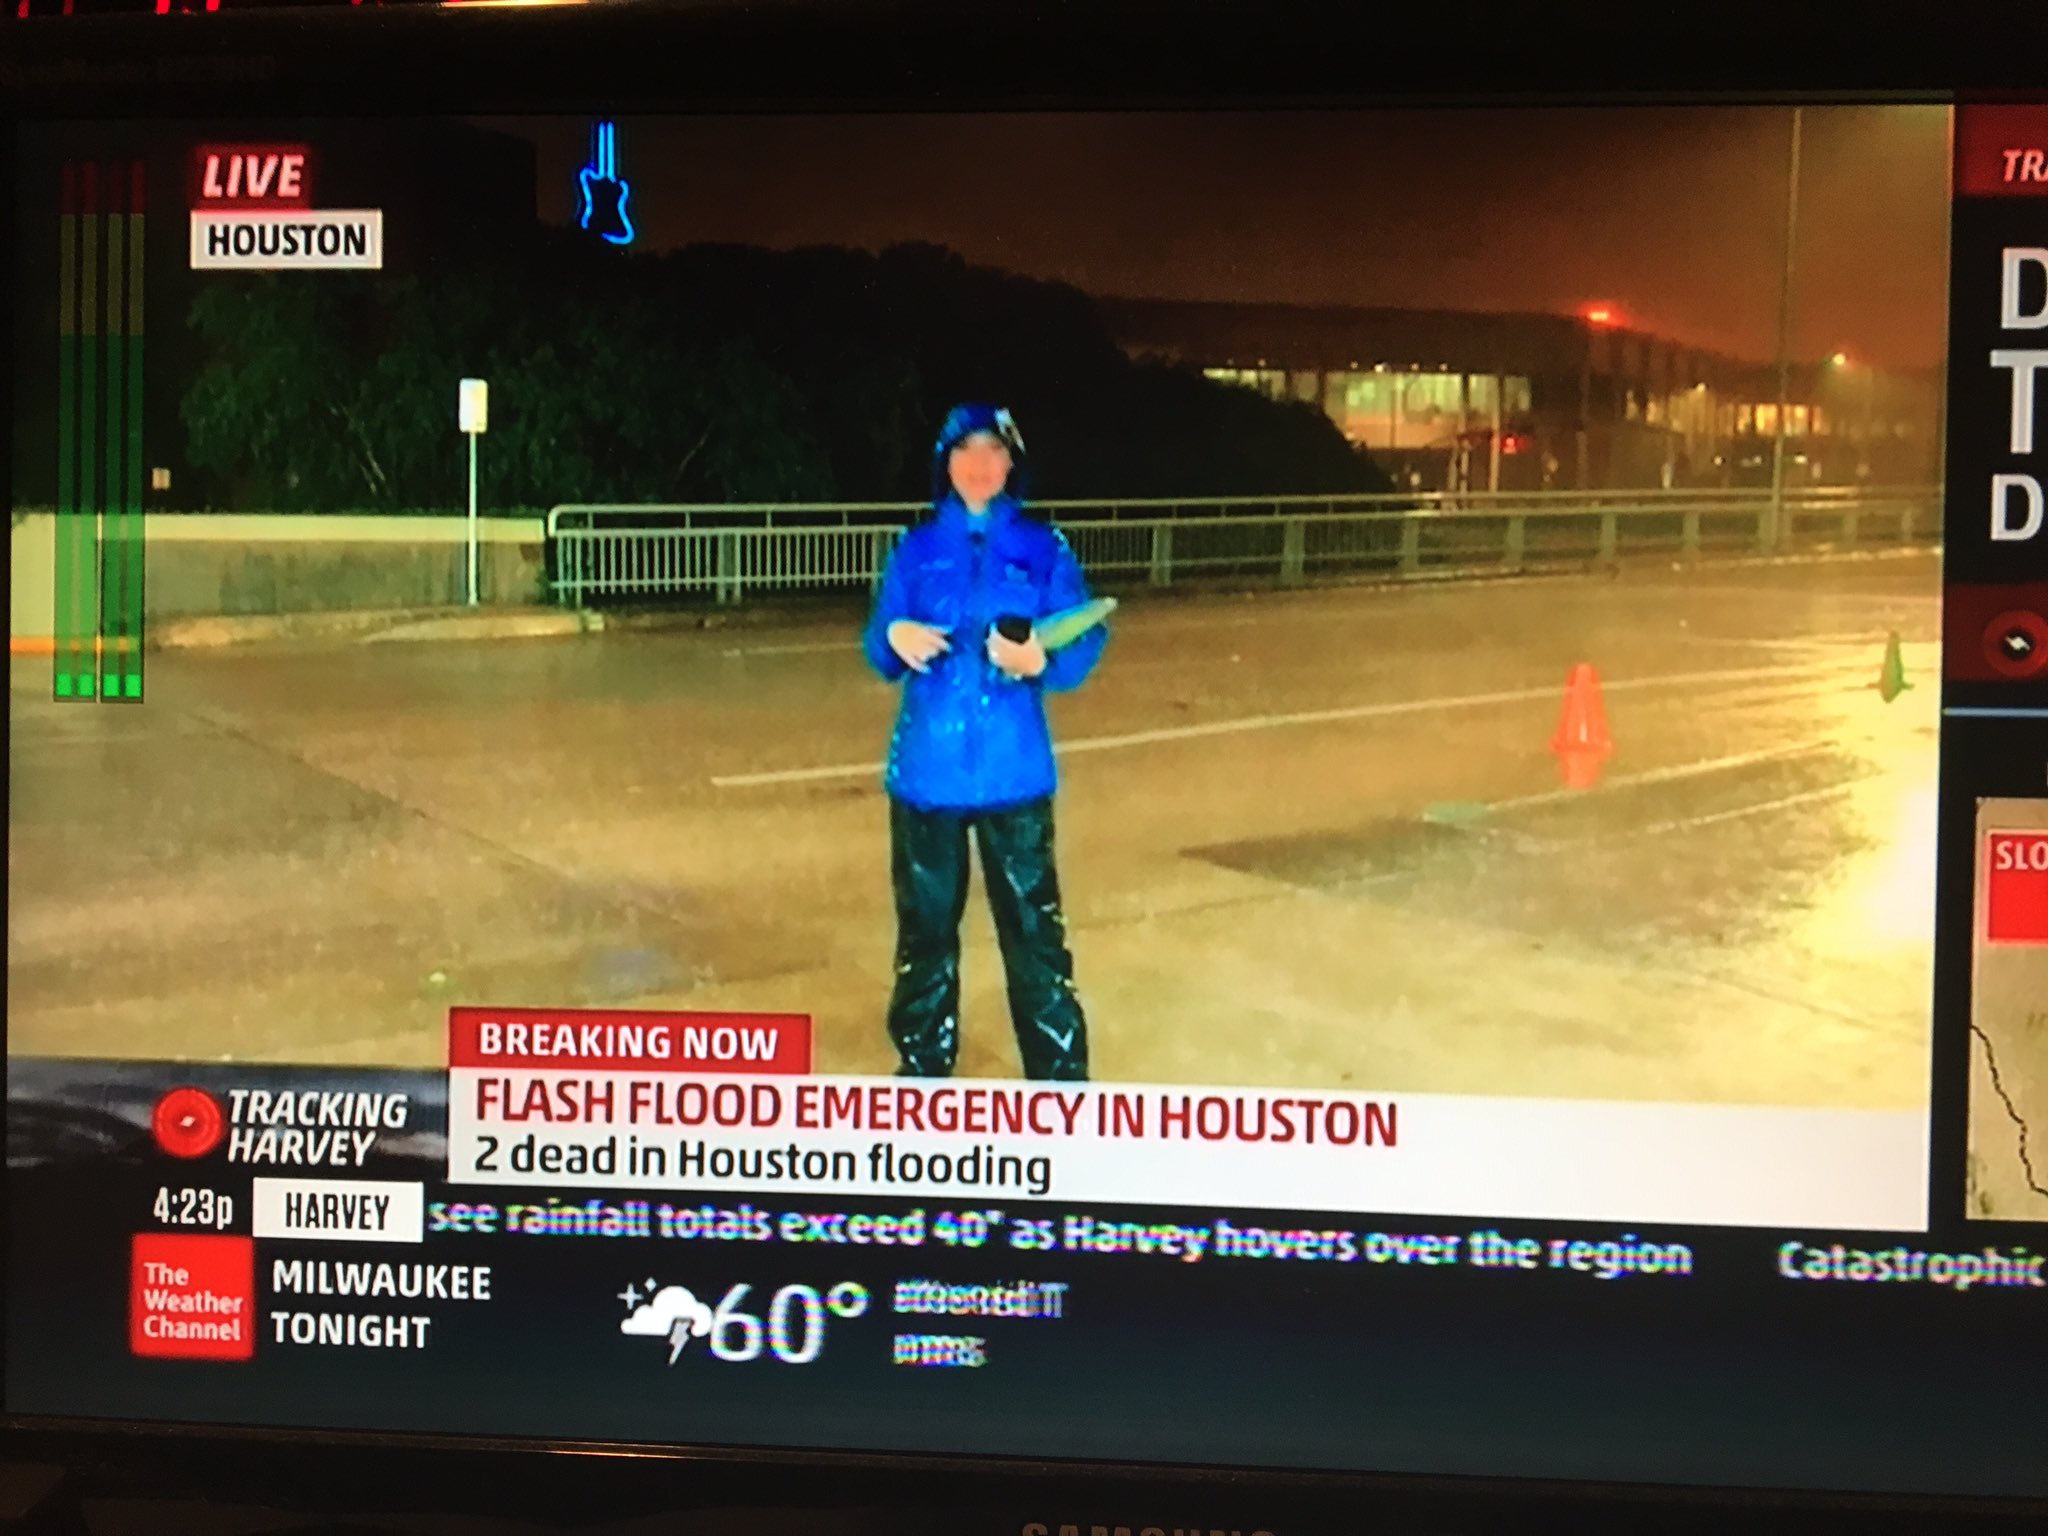 LIVE
HOUSTON
TR
D
T
D
SLO
BREAKING NOW
FLASH FLOOD EMERGENCY IN HOUSTON
2 dead in Houston flooding
TRACKING
HARVEY
4:23p
HARVEY
see rainfall totals exceed 40" as Harvey hovers over the region
Catastrophic
The
Weather
Channel
MILWAUKEE
TONIGHT
60°
SAMSUNG